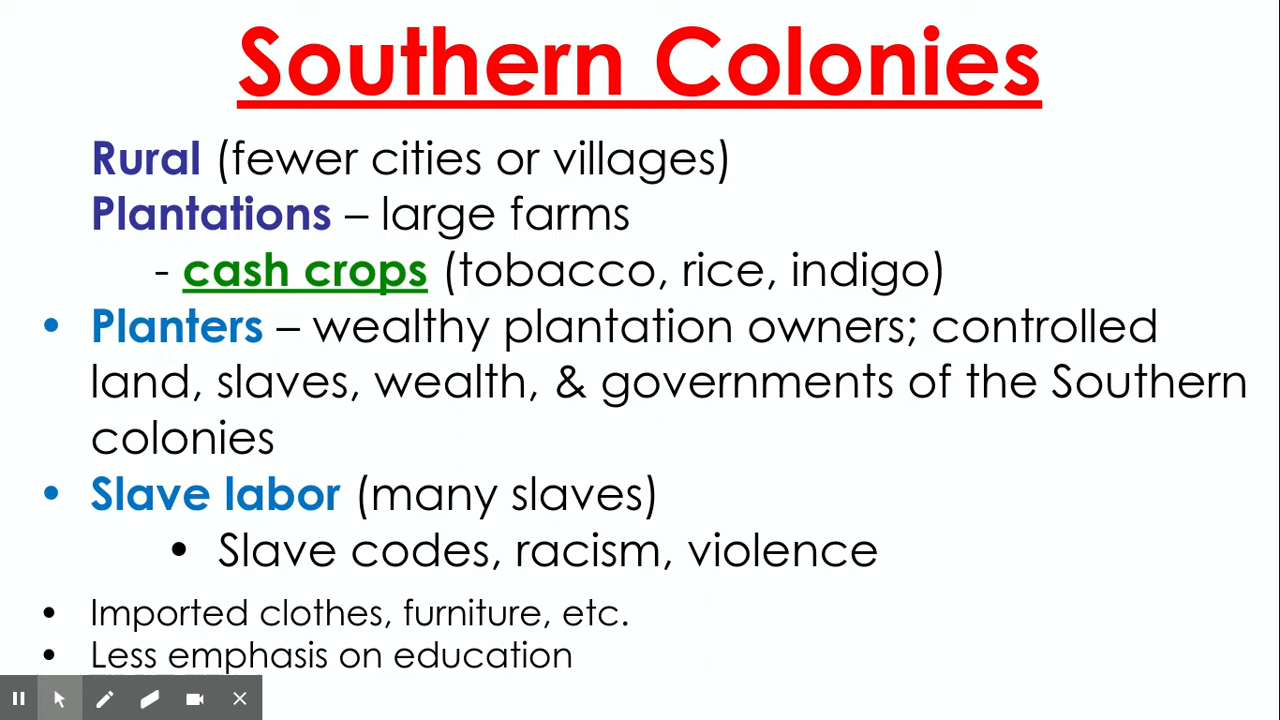 Southern Colonies
Rural (fewer cities or villages)
Plantations – large farms
- cash crops (tobacco, rice, indigo)
• Planters – wealthy plantation owners; controlled
land, slaves, wealth, & governments of the Southern
colonies
• Slave labor (many slaves)
• Slave codes, racism, violence
• Imported clothes, furniture, etc.
• Less emphasis on education